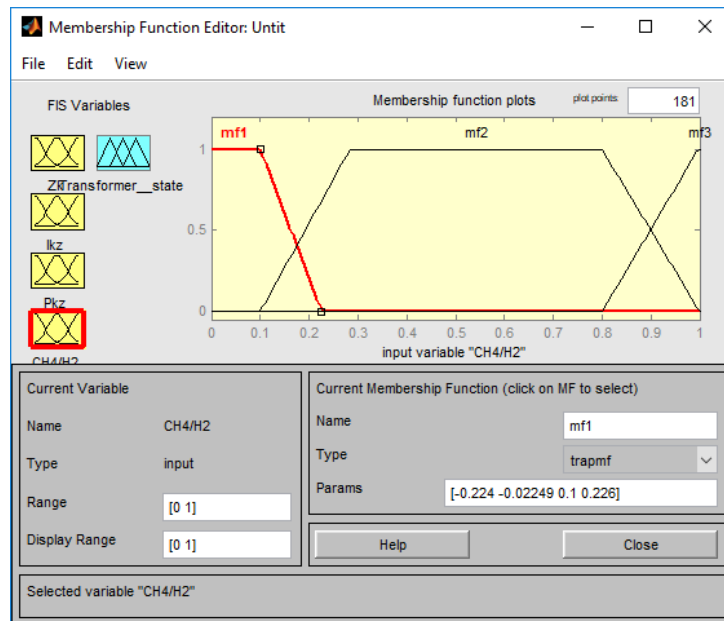 Membership Function Editor: Untit
File Edit View
FIS Variables
Membership function plots
plot points:
181
mf1
mf2
mf3
1
0.5
0
Transformer__state
Ikz
Pkz
CH4/H2
0 0.1 0.2 0.3 0.4 0.5 0.6 0.7 0.8 0.9 1
input variable "CH4/H2"
Current Variable
Name CH4/H2
Type input
Range [0 1]
Display Range [0 1]
Current Membership Function (click on MF to select)
Name mf1
Type trapmf
Params [-0.224 -0.02249 0.1 0.226]
Help Close
Selected variable "CH4/H2"